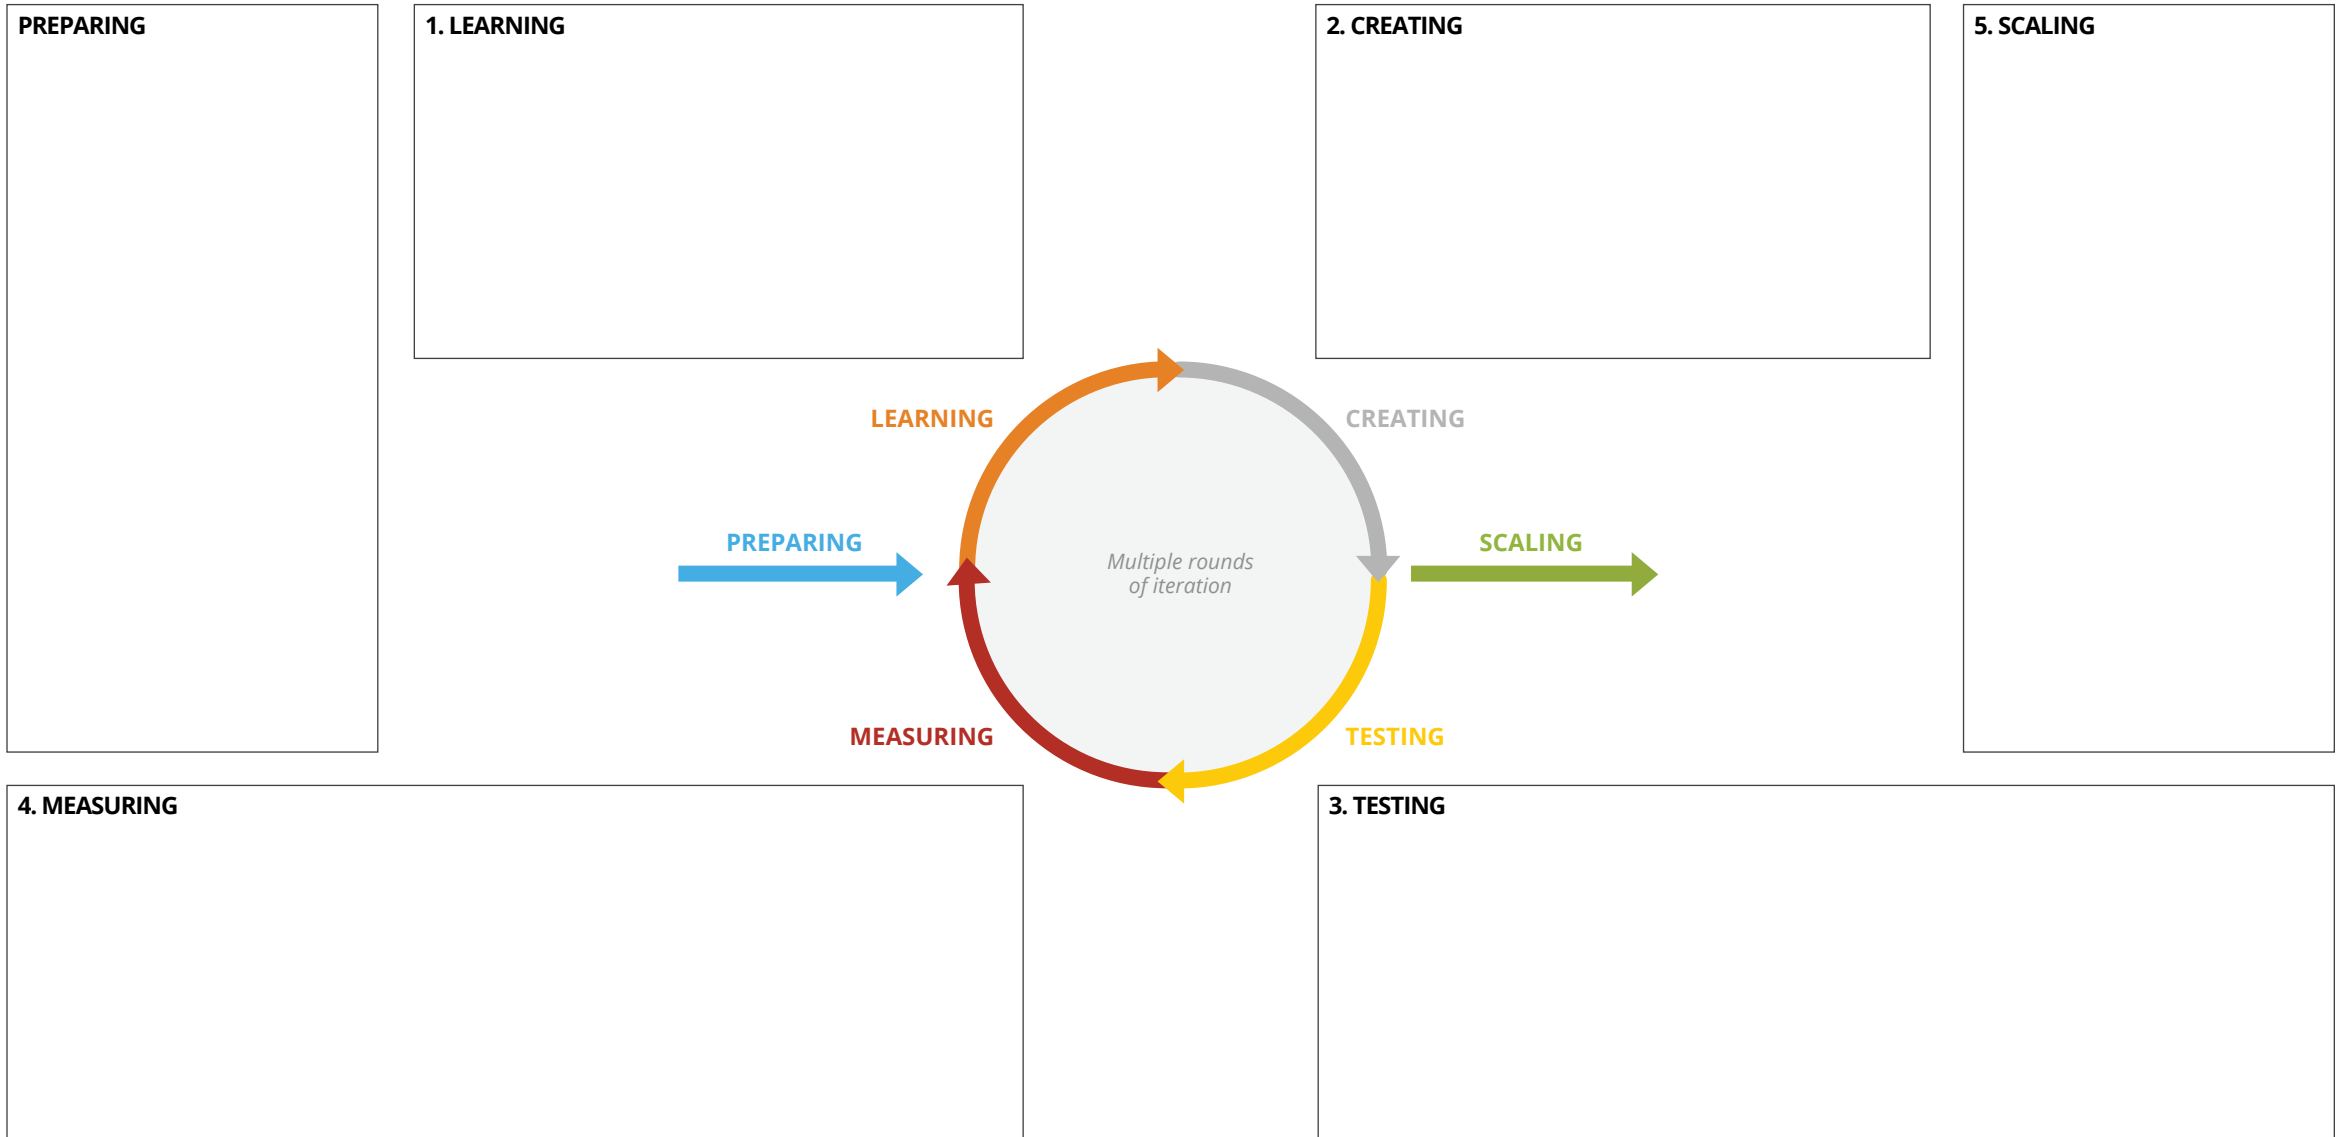 PREPARING
1. LEARNING
2. CREATING
5. SCALING
LEARNING
CREATING
PREPARING
Multiple rounds
of iteration
SCALING
MEASURING
TESTING
4. MEASURING
3. TESTING